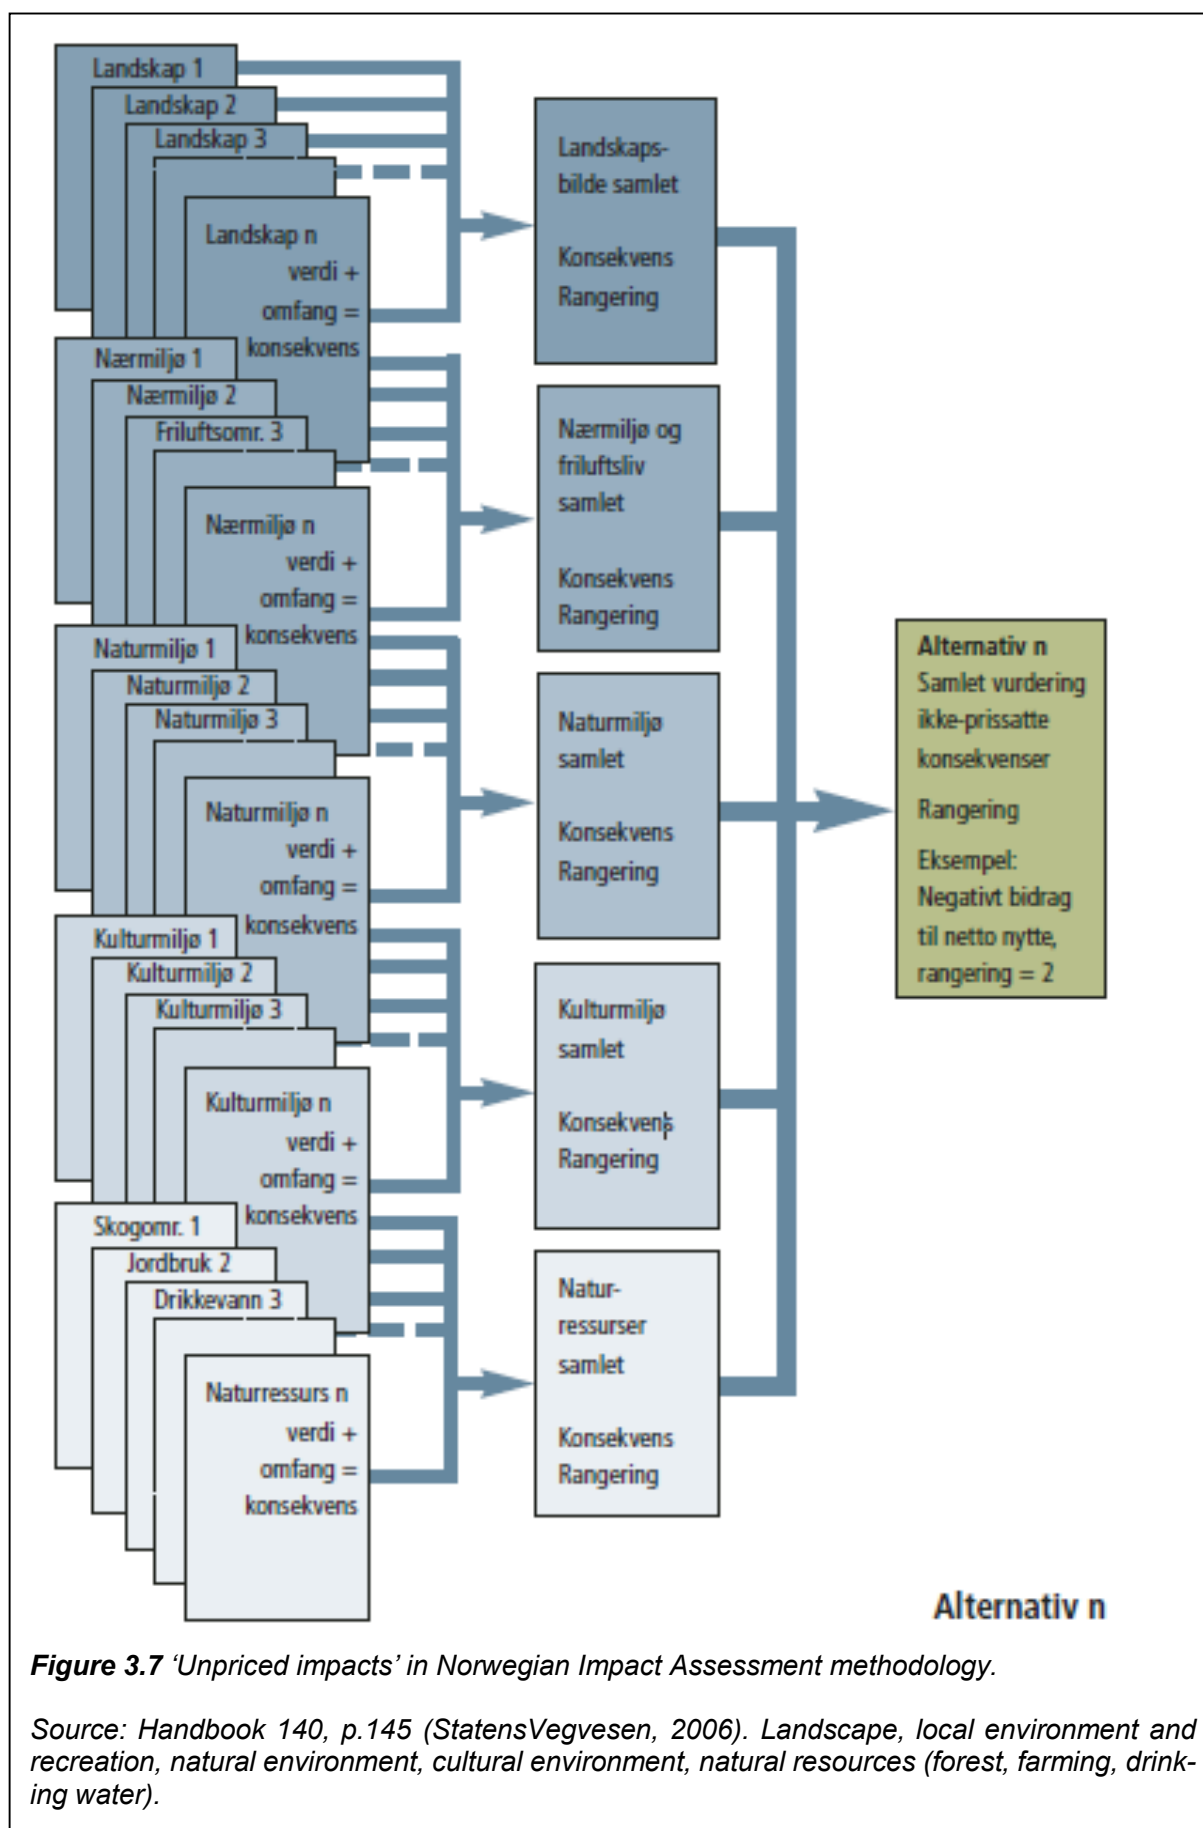 Landskap 1
Landskap 2
Landskap 3
Landskap n
verdi +
omfang =
konsekvens
Nærmiljø 1
Nærmiljø 2
Friluftsomr. 3
Nærmiljø n
verdi +
omfang =
konsekvens
Naturmiljø 1
Naturmiljø 2
Naturmiljø 3
Naturmiljø n
verdi +
omfang =
konsekvens
Kulturmiljø 1
Kulturmiljø 2
Kulturmiljø 3
Kulturmiljø n
verdi +
omfang =
konsekvens
Skogomr. 1
Jordbruk 2
Drikkevann 3
Naturressurs n
verdi +
omfang =
konsekvens
Landskaps-
bilde samlet
Konsekvens
Rangering
Nærmiljø og
friluftsliv
samlet
Konsekvens
Rangering
Naturmiljø
samlet
Konsekvens
Rangering
Kulturmiljø
samlet
Konsekvens
Rangering
Natur-
ressurser
samlet
Konsekvens
Rangering
Alternativ n
Samlet vurdering
ikke-prissatte
konsekvenser
Rangering
Eksempel:
Negativt bidrag
til netto nytte,
rangering = 2
Alternativ n
Figure 3.7 ‘Unpriced impacts’ in Norwegian Impact Assessment methodology.
Source: Handbook 140, p.145 (StatensVegvesen, 2006). Landscape, local environment and
recreation, natural environment, cultural environment, natural resources (forest, farming, drink-
ing water).